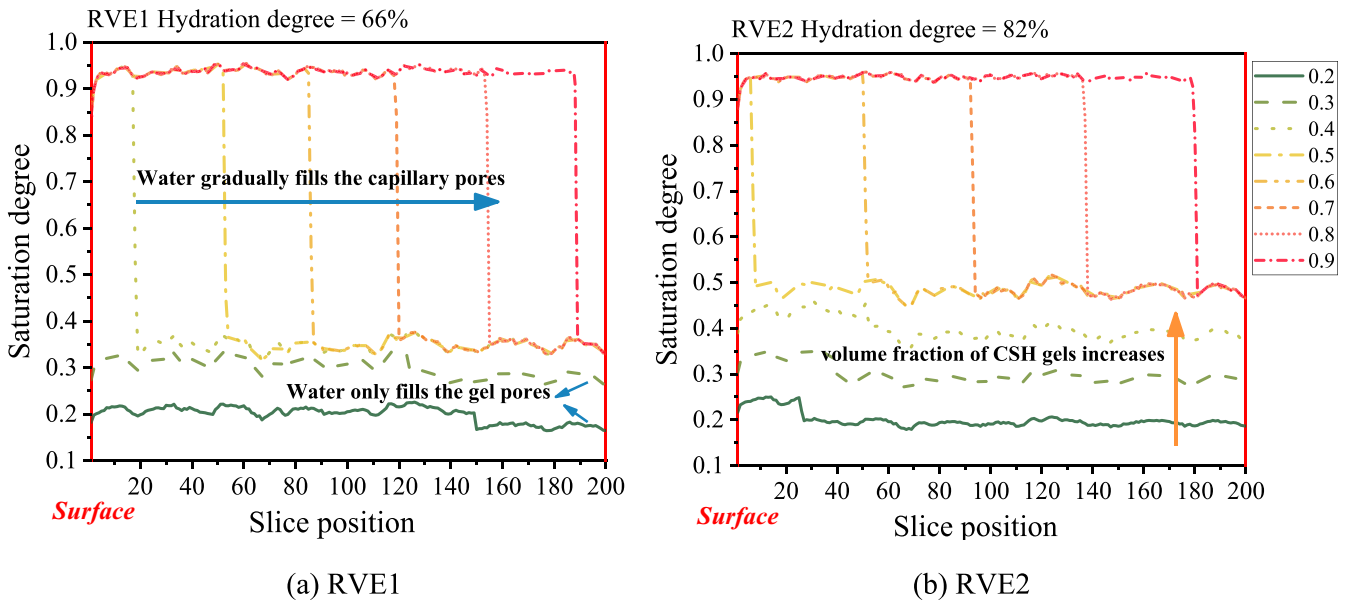 RVE1 Hydration degree = 66%
1.0
0.9
0.8
0.7
0.6
0.5
0.4
0.3
0.2
0.1
Saturation degree
Water gradually fills the capillary pores
Water only fills the gel pores
20 40 60 80 100 120 140 160 180 200
Surface
Slice position
(a) RVE1
RVE2 Hydration degree = 82%
1.0
0.9
0.8
0.7
0.6
0.5
0.4
0.3
0.2
0.1
Saturation degree
volume fraction of CSH gels increases
20 40 60 80 100 120 140 160 180 200
Surface
Slice position
(b) RVE2
0.2
0.3
0.4
0.5
0.6
0.7
0.8
0.9